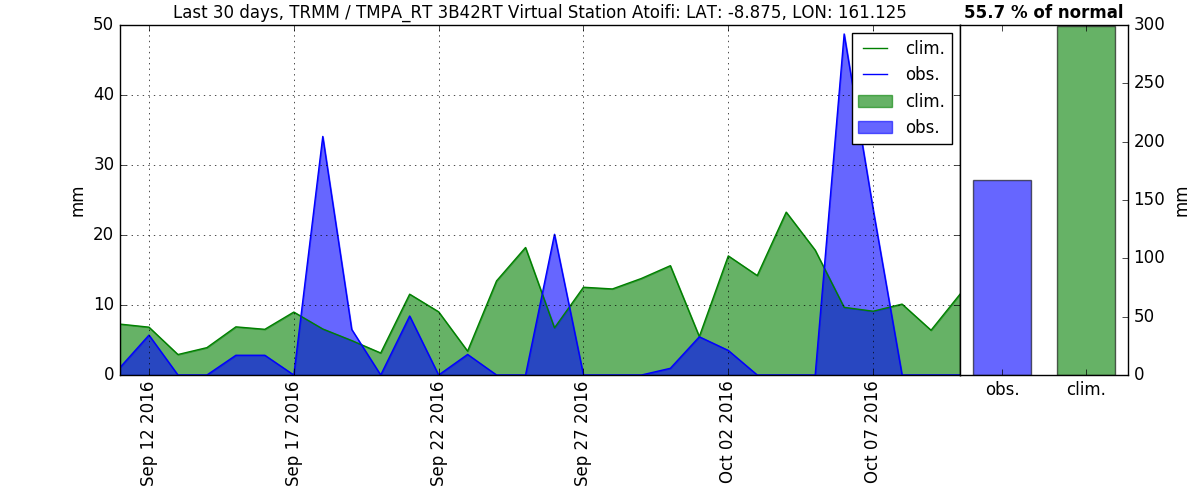 Last 30 days, TRMM / TMPA_RT 3B42RT Virtual Station Atoifi: LAT: -8.875, LON: 161.125
55.7 % of normal
50
40
30
20
10
0
mm
clim.
obs.
clim.
obs.
300
250
200
150
100
50
0
mm
obs.
clim.
Sep 12 2016
Sep 17 2016
Sep 22 2016
Sep 27 2016
Oct 02 2016
Oct 07 2016